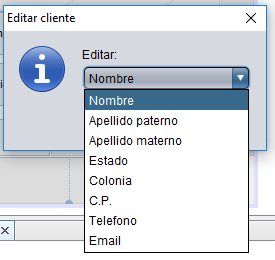 Editar cliente
Editar:
Nombre
Nombre
Apellido paterno
Apellido materno
Estado
Colonia
C.P.
Telefono
Email